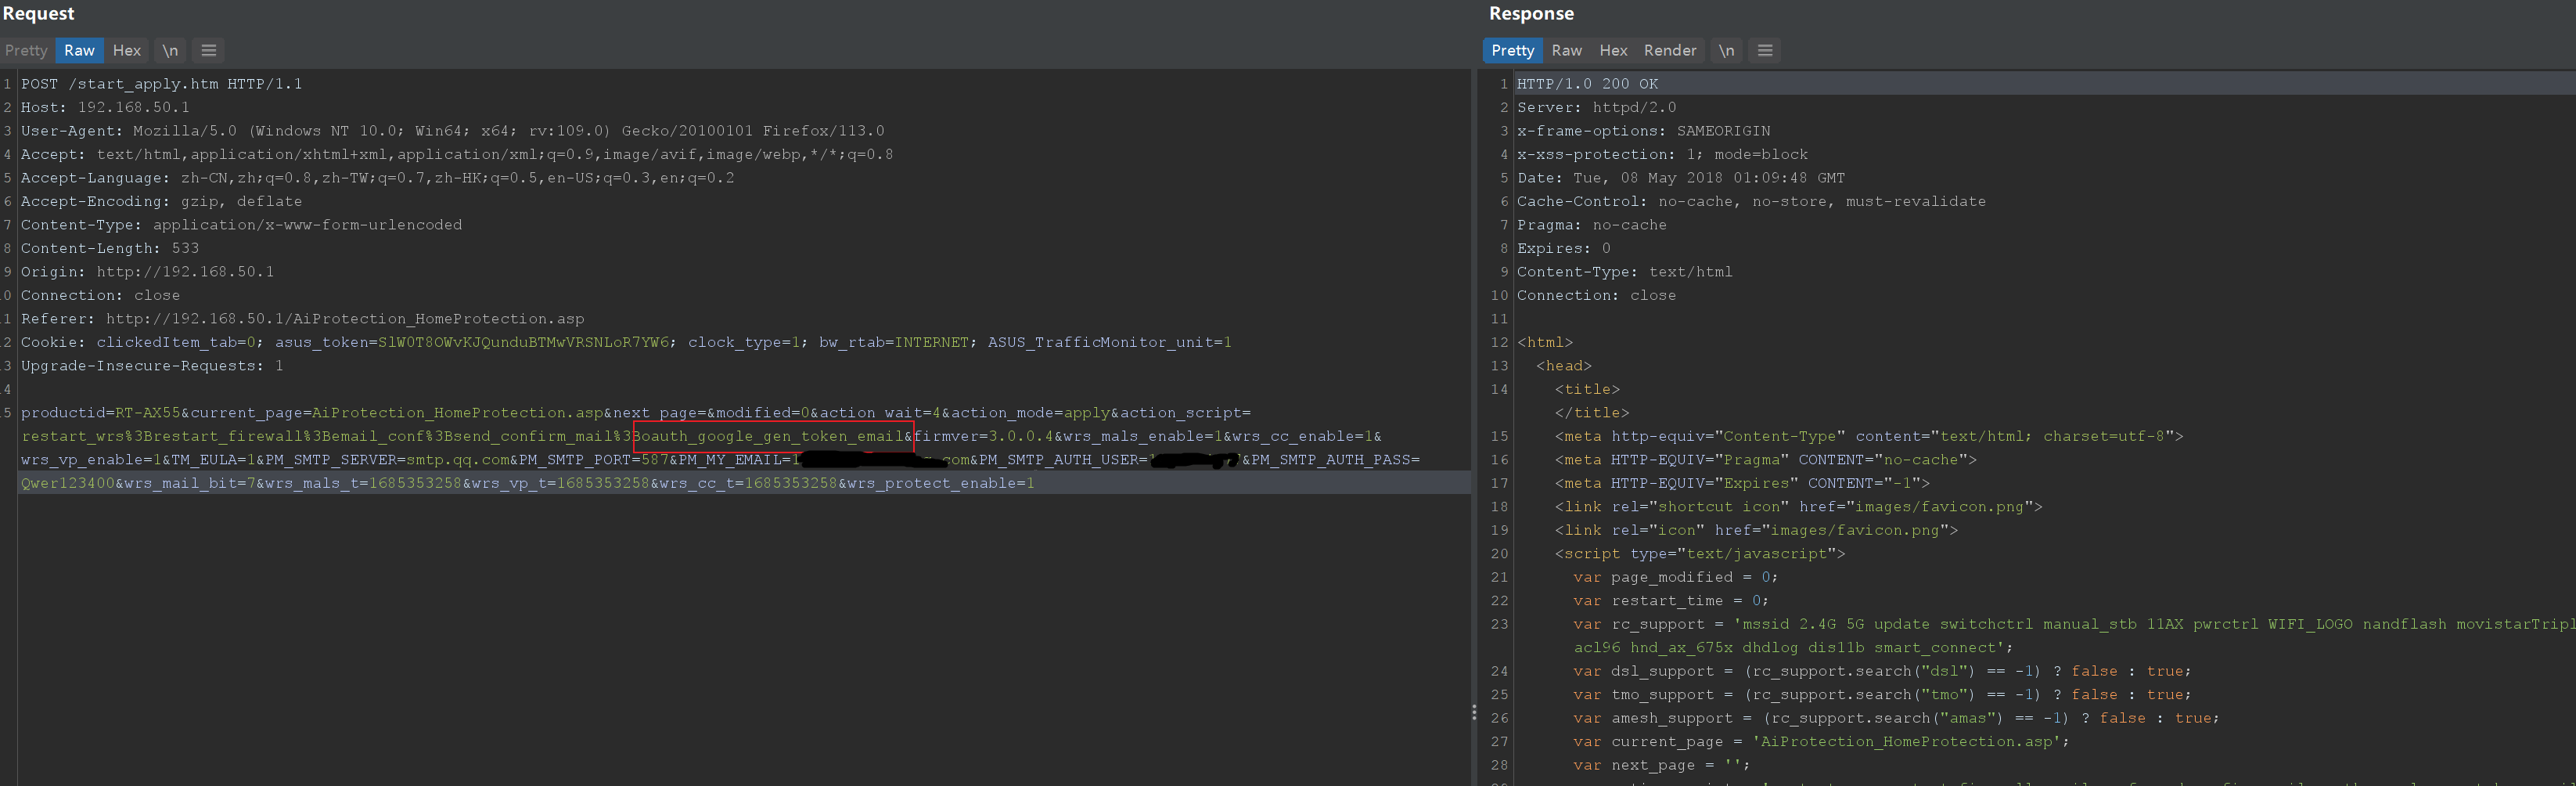 Request
Pretty Raw Hex \n
1 POST /start_apply.htm HTTP/1.1
2 Host: 192.168.50.1
3 User-Agent: Mozilla/5.0 (Windows NT 10.0; Win64; x64; rv:109.0) Gecko/20100101 Firefox/113.0
4 Accept: text/html,application/xhtml+xml,application/xml;q=0.9,image/avif,image/webp,*/*;q=0.8
5 Accept-Language: zh-CN,zh;q=0.8,zh-TW;q=0.7,zh-HK;q=0.5,en-US;q=0.3,en;q=0.2
6 Accept-Encoding: gzip, deflate
7 Content-Type: application/x-www-form-urlencoded
8 Content-Length: 533
9 Origin: http://192.168.50.1
0 Connection: close
1 Referer: http://192.168.50.1/AiProtection_HomeProtection.asp
2 Cookie: clickedItem_tab=0; asus_token=SlW0T8OWvKJQunduBTMwVRSNLoR7YW6; clock_type=1; bw_rtab=INTERNET; ASUS_TrafficMonitor_unit=1
3 Upgrade-Insecure-Requests: 1
4
5 productid=RT-AX55&current_page=AiProtection_HomeProtection.asp&next_page=&modified=0&action_wait=4&action_mode=apply&action_script=
restart_wrs%3Brestart_firewall%3Bemail_conf%3Bsend_confirm_mail%3Boauth_google_gen_token_email&firmver=3.0.0.4&wrs_mals_enable=1&wrs_cc_enable=1&
wrs_vp_enable=1&TM_EULA=1&PM_SMTP_SERVER=smtp.qq.com&PM_SMTP_PORT=587&PM_MY_EMAIL=1 com&PM_SMTP_AUTH_USER= &PM_SMTP_AUTH_PASS=
Qwer123400&wrs_mail_bit=7&wrs_mals_t=1685353258&wrs_vp_t=1685353258&wrs_cc_t=1685353258&wrs_protect_enable=1
Response
Pretty Raw Hex Render \n
1 HTTP/1.0 200 OK
2 Server: httpd/2.0
3 x-frame-options: SAMEORIGIN
4 x-xss-protection: 1; mode=block
5 Date: Tue, 08 May 2018 01:09:48 GMT
6 Cache-Control: no-cache, no-store, must-revalidate
7 Pragma: no-cache
8 Expires: 0
9 Content-Type: text/html
10 Connection: close
11
12 <html>
13 <head>
14 <title>
</title>
15 <meta http-equiv="Content-Type" content="text/html; charset=utf-8">
16 <meta HTTP-EQUIV="Pragma" CONTENT="no-cache">
17 <meta HTTP-EQUIV="Expires" CONTENT="-1">
18 <link rel="shortcut icon" href="images/favicon.png">
19 <link rel="icon" href="images/favicon.png">
20 <script type="text/javascript">
21 var page_modified = 0;
22 var restart_time = 0;
23 var rc_support = 'mssid 2.4G 5G update switchctrl manual_stb 11AX pwrctrl WIFI_LOGO nandflash movistarTripl
acl96 hnd_ax_675x dhdlog dis11b smart_connect';
24 var dsl_support = (rc_support.search("dsl") == -1) ? false : true;
25 var tmo_support = (rc_support.search("tmo") == -1) ? false : true;
26 var amesh_support = (rc_support.search("amas") == -1) ? false : true;
27 var current_page = 'AiProtection_HomeProtection.asp';
28 var next_page = '';